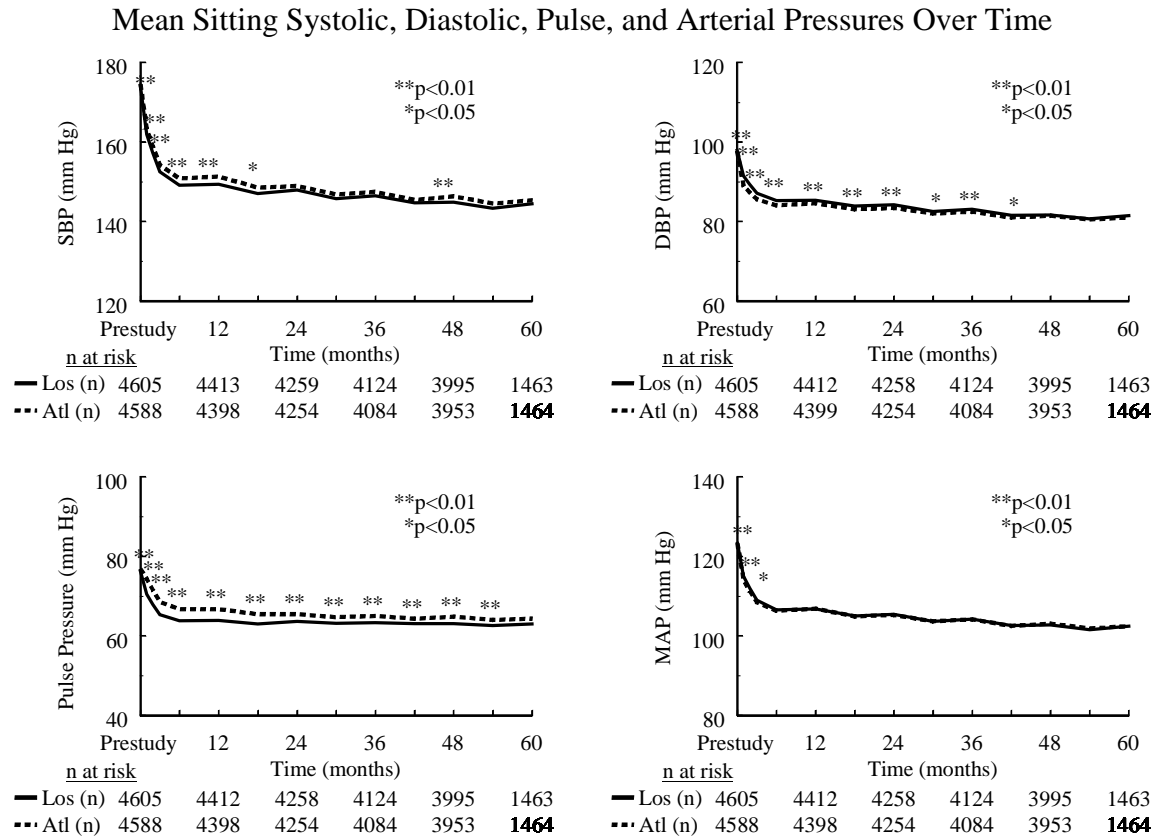 Mean Sitting Systolic, Diastolic, Pulse, and Arterial Pressures Over Time
SBP (mm Hg)
180
160
140
120
**p<0.01
*p<0.05
** ** ** ** ** * **
Prestudy 12 24 36 48 60
Time (months)
n at risk
Los (n) 4605 4413 4259 4124 3995 1463
Atl (n) 4588 4398 4254 4084 3953 1464
DBP (mm Hg)
120
100
80
60
**p<0.01
*p<0.05
** ** ** ** ** ** ** * ** *
Prestudy 12 24 36 48 60
Time (months)
n at risk
Los (n) 4605 4412 4258 4124 3995 1463
Atl (n) 4588 4399 4254 4084 3953 1464
Pulse Pressure (mm Hg)
100
80
60
40
**p<0.01
*p<0.05
** ** ** ** ** ** ** ** ** ** ** **
Prestudy 12 24 36 48 60
Time (months)
n at risk
Los (n) 4605 4412 4258 4124 3995 1463
Atl (n) 4588 4398 4254 4084 3953 1464
MAP (mm Hg)
140
120
100
80
**p<0.01
*p<0.05
** ** *
Prestudy 12 24 36 48 60
Time (months)
n at risk
Los (n) 4605 4412 4258 4124 3995 1463
Atl (n) 4588 4398 4254 4084 3953 1464